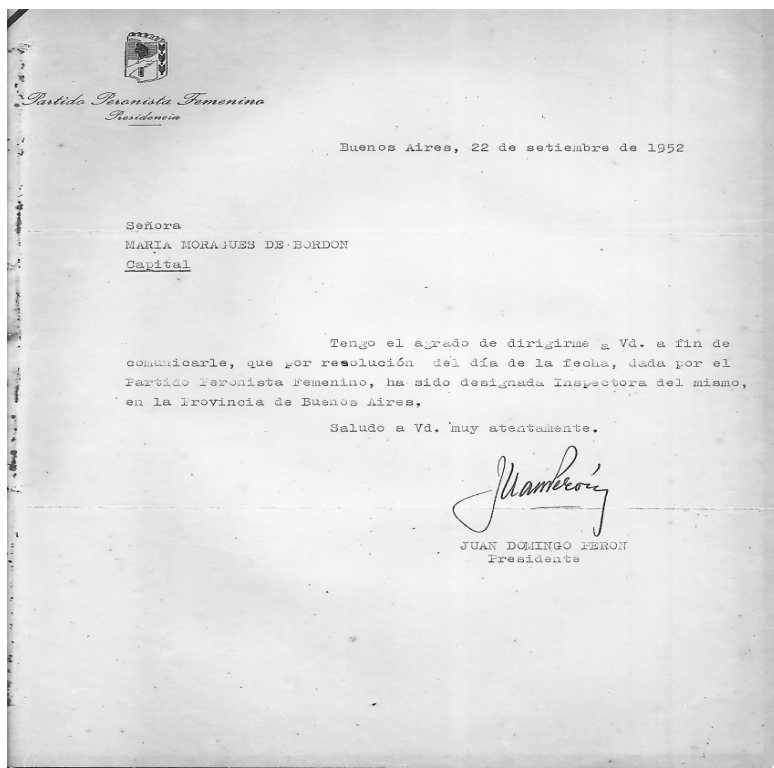 Partido Peronista Femenino
Presidencia
Buenos Aires, 22 de setiembre de 1952
Señora
MARIA MORAGUES DE BORDON
Capital
Tengo el agrado de dirigirme a Vd. a fin de
comunicarle, que por resolución del día de la fecha, dada por el
Partido Peronista Femenino, ha sido designada Inspectora del mismo,
en la Provincia de Buenos Aires.
Saludo a Vd. muy atentamente.
Juan Perón
JUAN DOMINGO PERON
Presidente